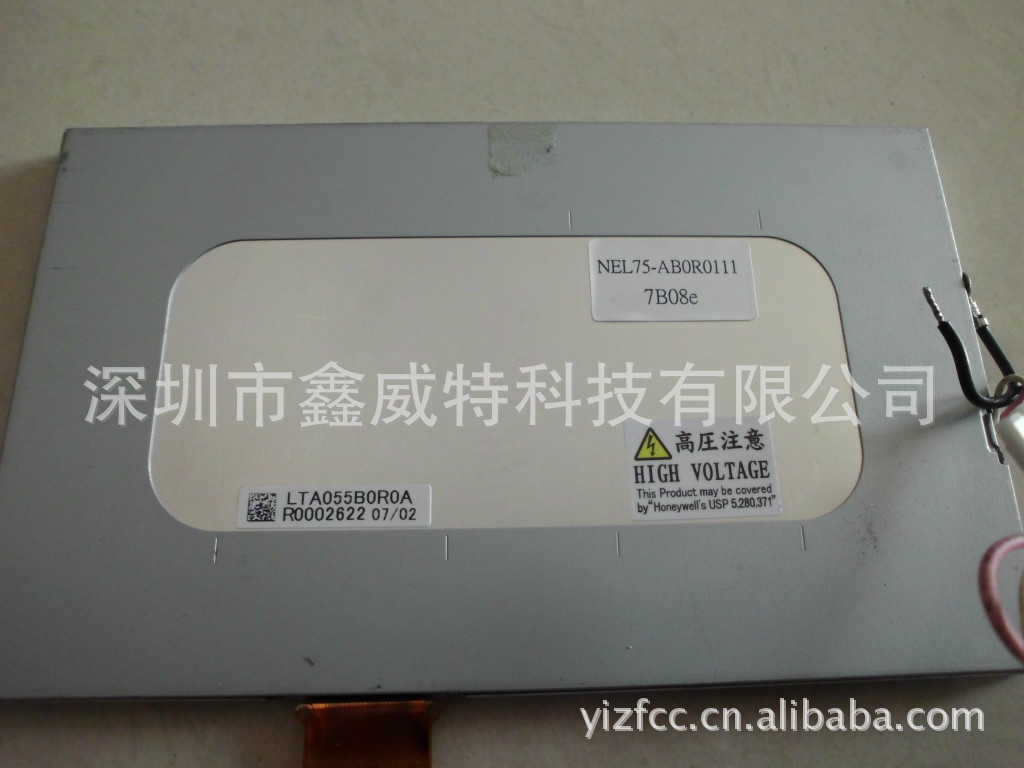 NEL75-AB0R0111
7B08e
深圳市鑫威特科技有限公司
高圧注意
HIGH VOLTAGE
This Product may be covered
by"Honeywell's USP 5,280,371"
LTA055B0R0A
R0002622 07/02
yizfcc.cn.alibaba.com